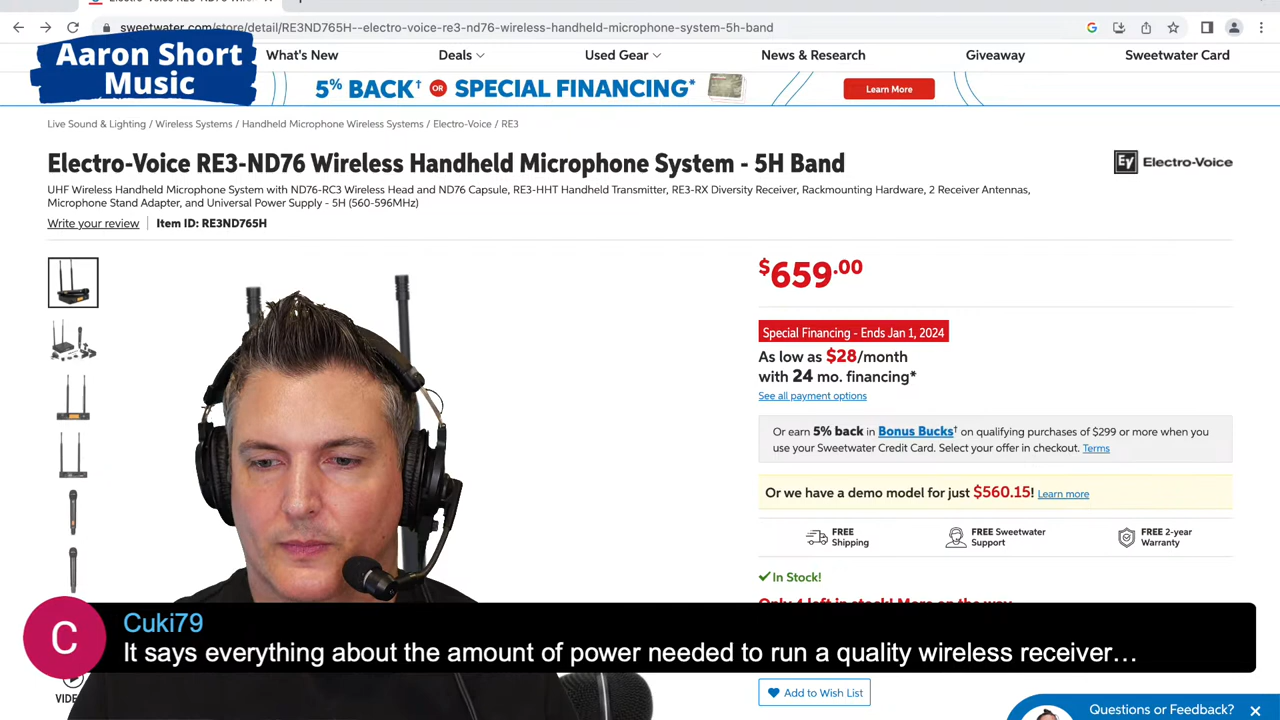 sweetwater.com/store/detail/RE3ND765H--electro-voice-re3-nd76-wireless-handheld-microphone-system-5h-band
Aaron Short
Music
What's New
Deals
Used Gear
News & Research
Giveaway
Sweetwater Card
5% BACK† OR SPECIAL FINANCING*
Learn More
Live Sound & Lighting / Wireless Systems / Handheld Microphone Wireless Systems / Electro-Voice / RE3
Electro-Voice RE3-ND76 Wireless Handheld Microphone System - 5H Band
EV Electro-Voice
UHF Wireless Handheld Microphone System with ND76-RC3 Wireless Head and ND76 Capsule, RE3-HHT Handheld Transmitter, RE3-RX Diversity Receiver, Rackmounting Hardware, 2 Receiver Antennas,
Microphone Stand Adapter, and Universal Power Supply - 5H (560-596MHz)
Write your review
Item ID: RE3ND765H
$659.00
Special Financing - Ends Jan 1, 2024
As low as $28/month
with 24 mo. financing*
See all payment options
Or earn 5% back in Bonus Bucks† on qualifying purchases of $299 or more when you
use your Sweetwater Credit Card. Select your offer in checkout. Terms
Or we have a demo model for just $560.15! Learn more
FREE
Shipping
FREE Sweetwater
Support
FREE 2-year
Warranty
In Stock!
C
Cuki79
It says everything about the amount of power needed to run a quality wireless receiver…
Add to Wish List
Questions or Feedback?